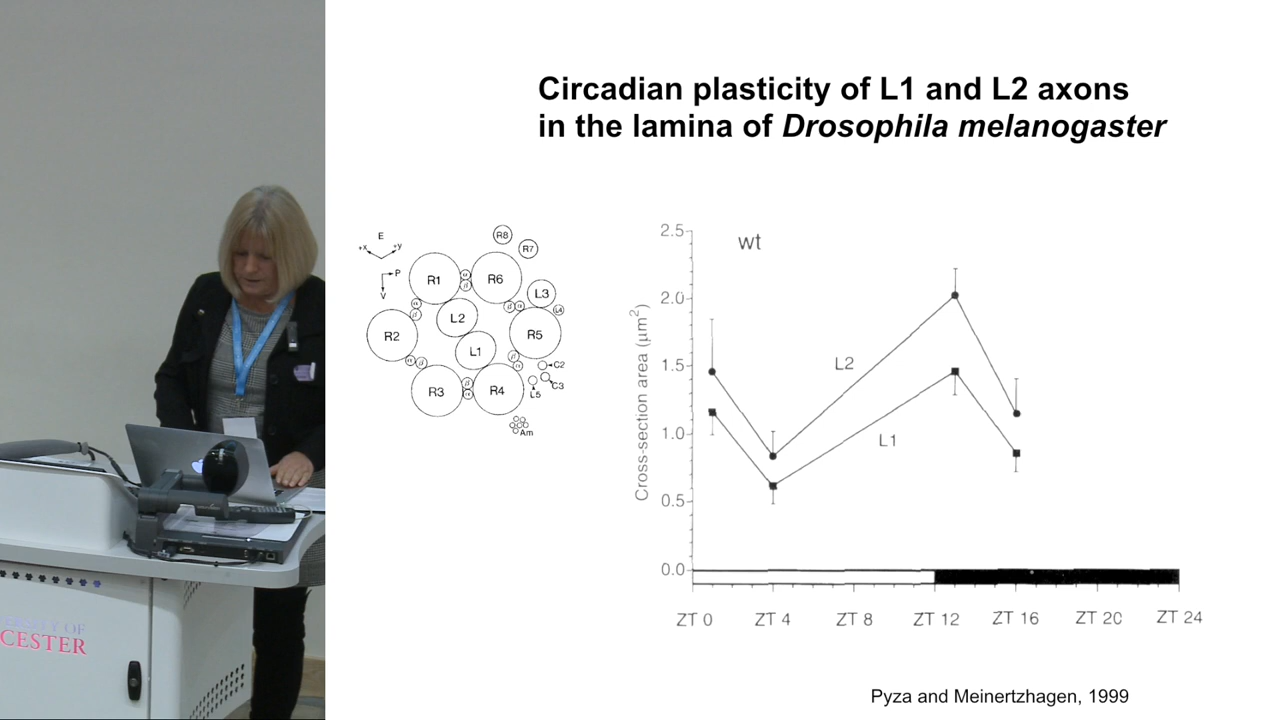 Circadian plasticity of L1 and L2 axons
in the lamina of Drosophila melanogaster
E
+x
+y
P
V
R8
R7
R1
α
β
R6
L3
L4
α
β
L2
β
α
R2
R5
L1
α
β
β
α
C2
C3
L5
R3
β
α
R4
Am
wt
Cross-section area (μm²)
2.5
2.0
1.5
1.0
0.5
0.0
L2
L1
ZT 0
ZT 4
ZT 8
ZT 12
ZT 16
ZT 20
ZT 24
Pyza and Meinertzhagen, 1999
ERSITY OF
CESTER